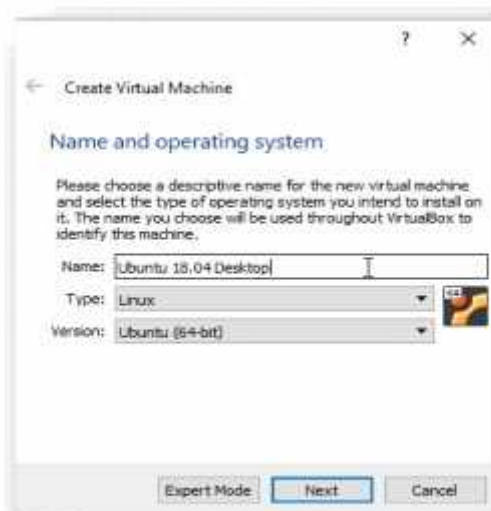 ?
Create Virtual Machine
Name and operating system
Please choose a descriptive name for the new virtual machine
and select the type of operating system you intend to install on
it. The name you choose will be used throughout VirtualBox to
identify this machine.
Name: Ubuntu 18.04 Desktop
Type: Linux
Version: Ubuntu (64-bit)
64
Expert Mode Next Cancel